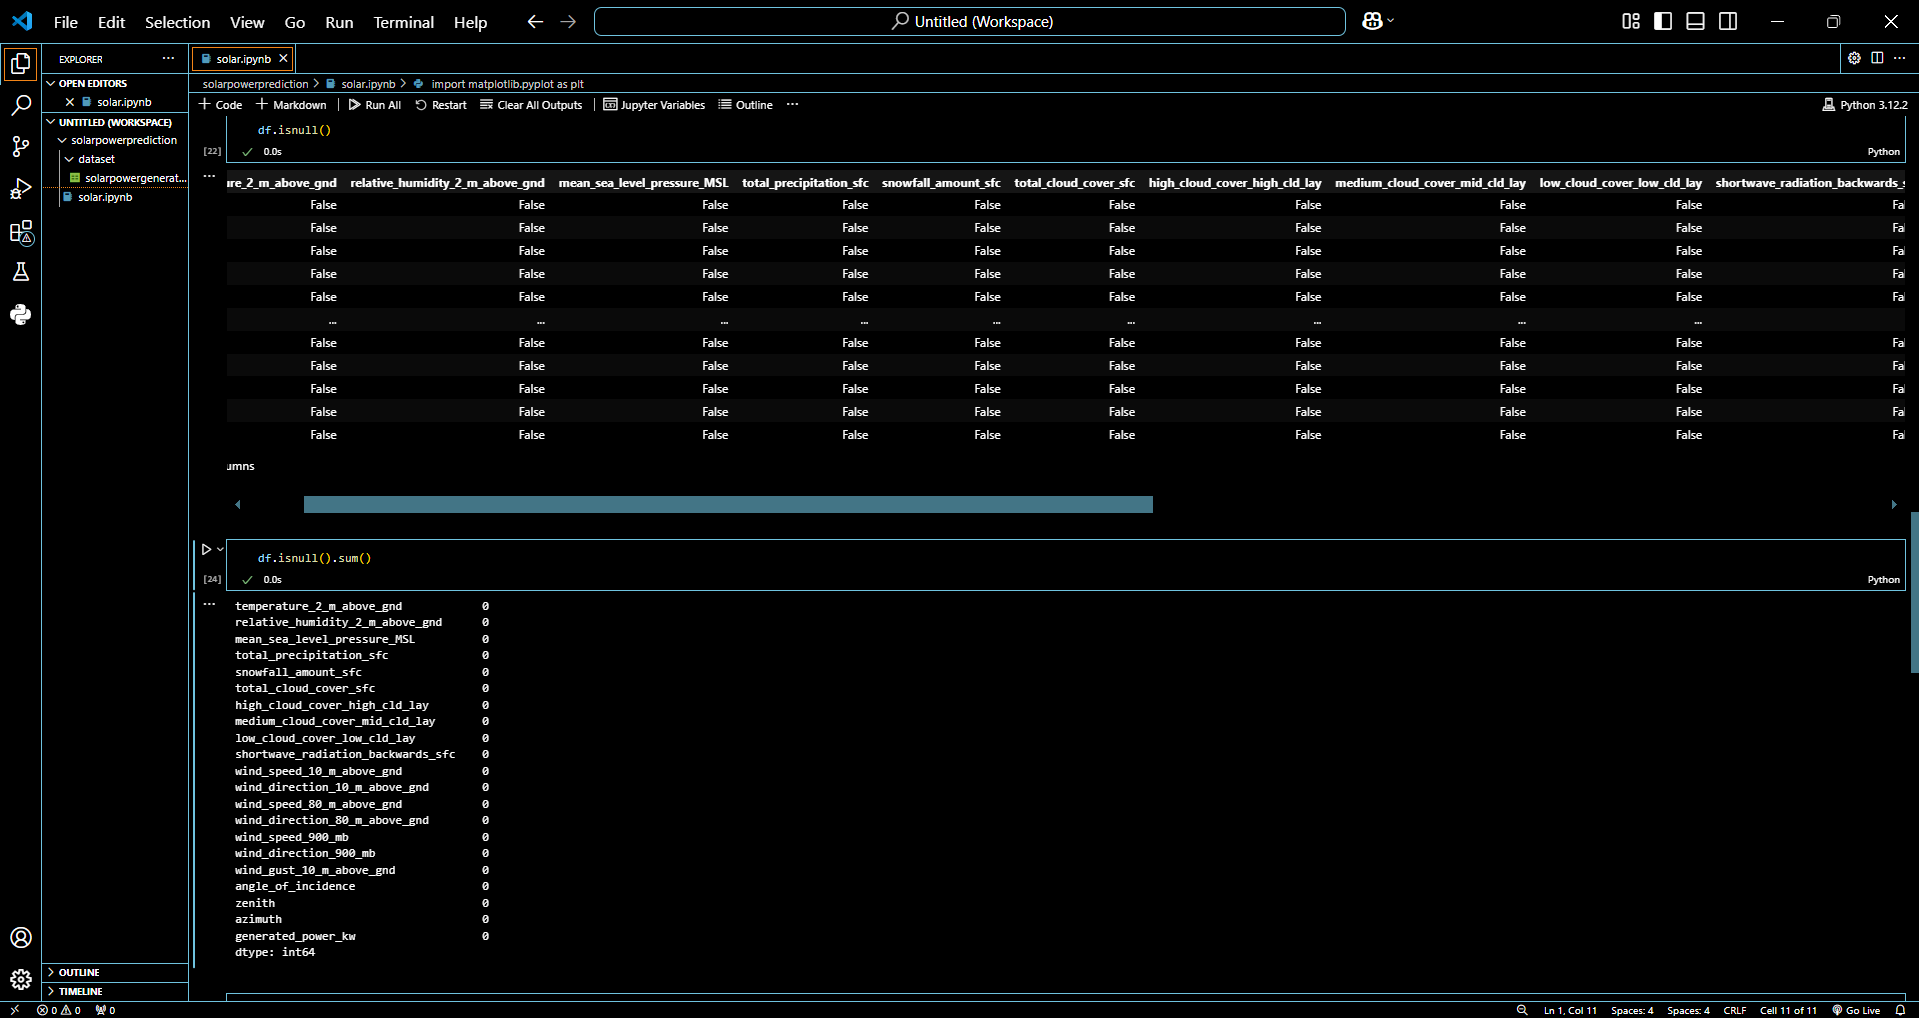 File Edit Selection View Go Run Terminal Help
Untitled (Workspace)
EXPLORER
solar.ipynb
OPEN EDITORS
solar.ipynb
UNTITLED (WORKSPACE)
solarpowerprediction
dataset
solarpowergenerat...
solar.ipynb
OUTLINE
TIMELINE
solarpowerprediction > solar.ipynb > import matplotlib.pyplot as plt
+ Code + Markdown | Run All Restart Clear All Outputs | Jupyter Variables Outline ...
Python 3.12.2
df.isnull()
[22] 0.0s
Python
ure_2_m_above_gnd relative_humidity_2_m_above_gnd mean_sea_level_pressure_MSL total_precipitation_sfc snowfall_amount_sfc total_cloud_cover_sfc high_cloud_cover_high_cld_lay medium_cloud_cover_mid_cld_lay low_cloud_cover_low_cld_lay shortwave_radiation_backwards_s
False False False False False False False False False Fal
False False False False False False False False False Fal
False False False False False False False False False Fal
False False False False False False False False False Fal
False False False False False False False False False Fal
... ... ... ... ... ... ... ... ...
False False False False False False False False False Fal
False False False False False False False False False Fal
False False False False False False False False False Fal
False False False False False False False False False Fal
False False False False False False False False False Fal
umns
df.isnull().sum()
[24] 0.0s
Python
temperature_2_m_above_gnd 0
relative_humidity_2_m_above_gnd 0
mean_sea_level_pressure_MSL 0
total_precipitation_sfc 0
snowfall_amount_sfc 0
total_cloud_cover_sfc 0
high_cloud_cover_high_cld_lay 0
medium_cloud_cover_mid_cld_lay 0
low_cloud_cover_low_cld_lay 0
shortwave_radiation_backwards_sfc 0
wind_speed_10_m_above_gnd 0
wind_direction_10_m_above_gnd 0
wind_speed_80_m_above_gnd 0
wind_direction_80_m_above_gnd 0
wind_speed_900_mb 0
wind_direction_900_mb 0
wind_gust_10_m_above_gnd 0
angle_of_incidence 0
zenith 0
azimuth 0
generated_power_kw 0
dtype: int64
0 0 0
Ln 1, Col 11 Spaces: 4 Spaces: 4 CRLF Cell 11 of 11 Go Live